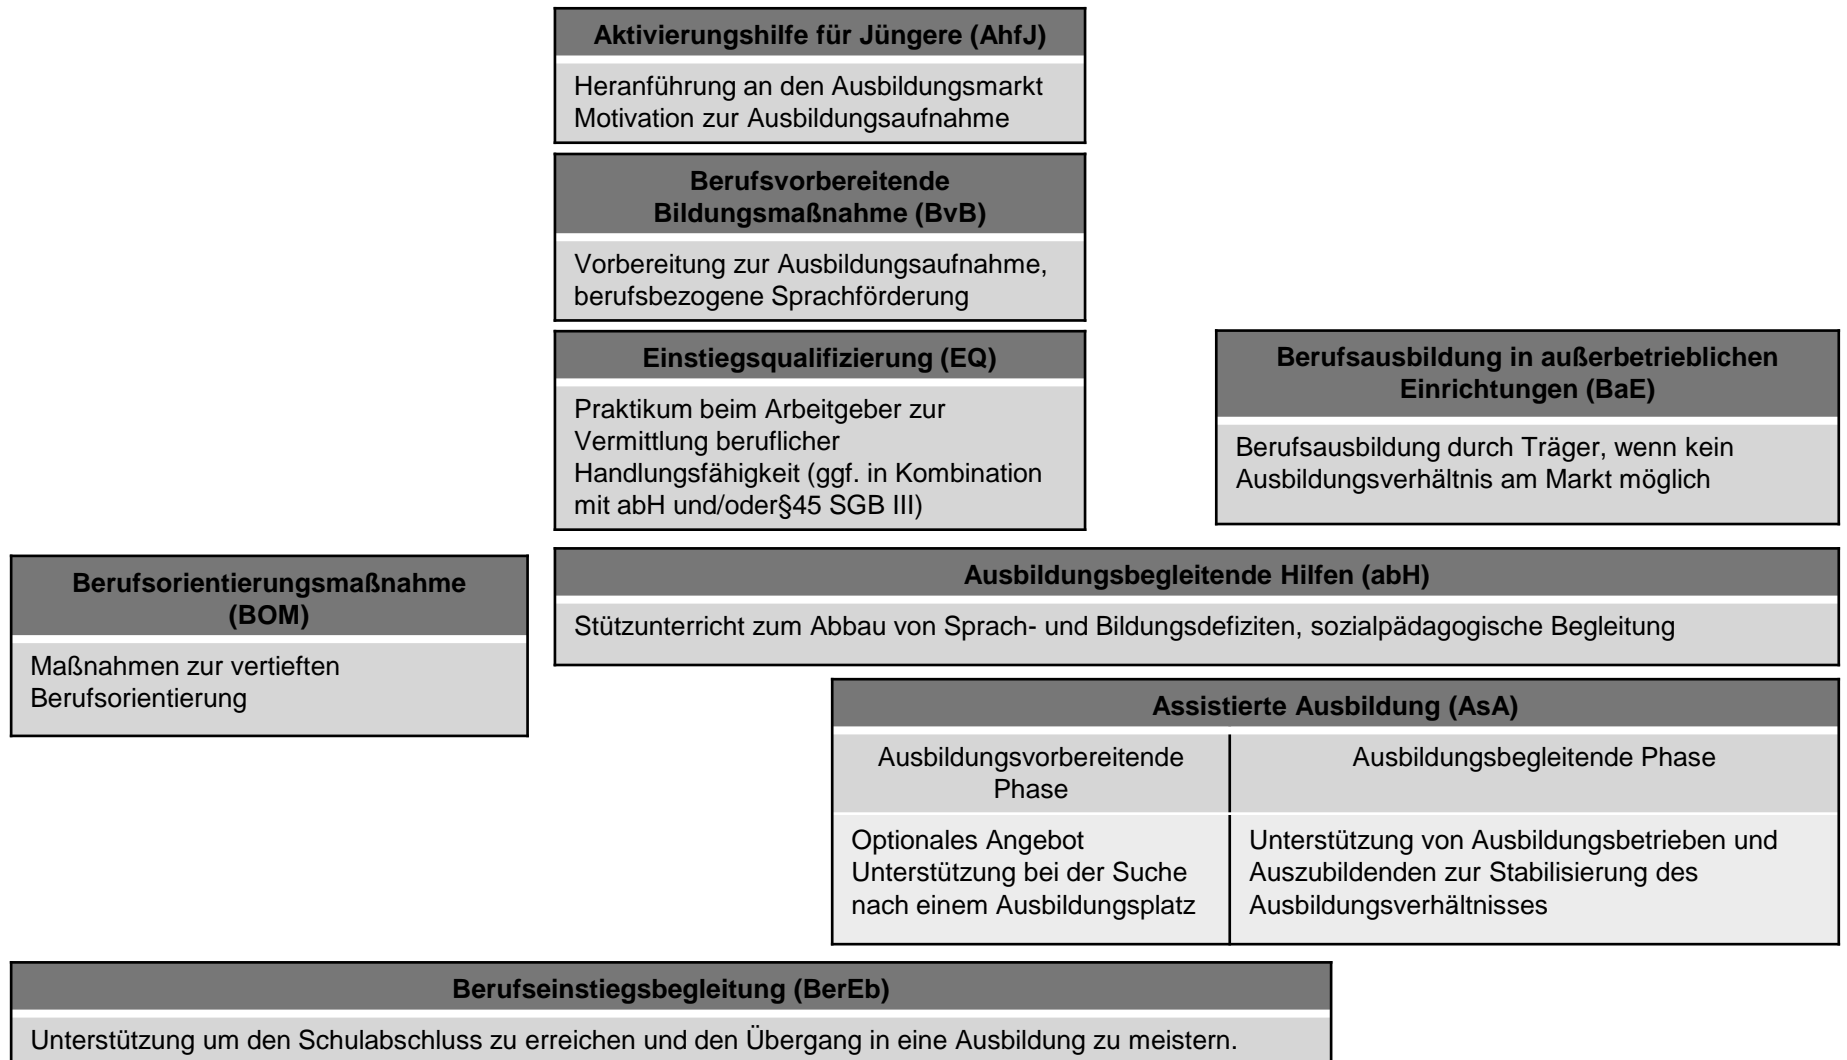 Aktivierungshilfe für Jüngere (AhfJ)
Heranführung an den Ausbildungsmarkt
Motivation zur Ausbildungsaufnahme
Berufsvorbereitende
Bildungsmaßnahme (BvB)
Vorbereitung zur Ausbildungsaufnahme,
berufsbezogene Sprachförderung
Einstiegsqualifizierung (EQ)
Praktikum beim Arbeitgeber zur
Vermittlung beruflicher
Handlungsfähigkeit (ggf. in Kombination
mit abH und/oder§45 SGB III)
Berufsausbildung in außerbetrieblichen
Einrichtungen (BaE)
Berufsausbildung durch Träger, wenn kein
Ausbildungsverhältnis am Markt möglich
Berufsorientierungsmaßnahme
(BOM)
Maßnahmen zur vertieften
Berufsorientierung
Ausbildungsbegleitende Hilfen (abH)
Stützunterricht zum Abbau von Sprach- und Bildungsdefiziten, sozialpädagogische Begleitung
Assistierte Ausbildung (AsA)
Ausbildungsvorbereitende
Phase
Ausbildungsbegleitende Phase
Optionales Angebot
Unterstützung bei der Suche
nach einem Ausbildungsplatz
Unterstützung von Ausbildungsbetrieben und
Auszubildenden zur Stabilisierung des
Ausbildungsverhältnisses
Berufseinstiegsbegleitung (BerEb)
Unterstützung um den Schulabschluss zu erreichen und den Übergang in eine Ausbildung zu meistern.